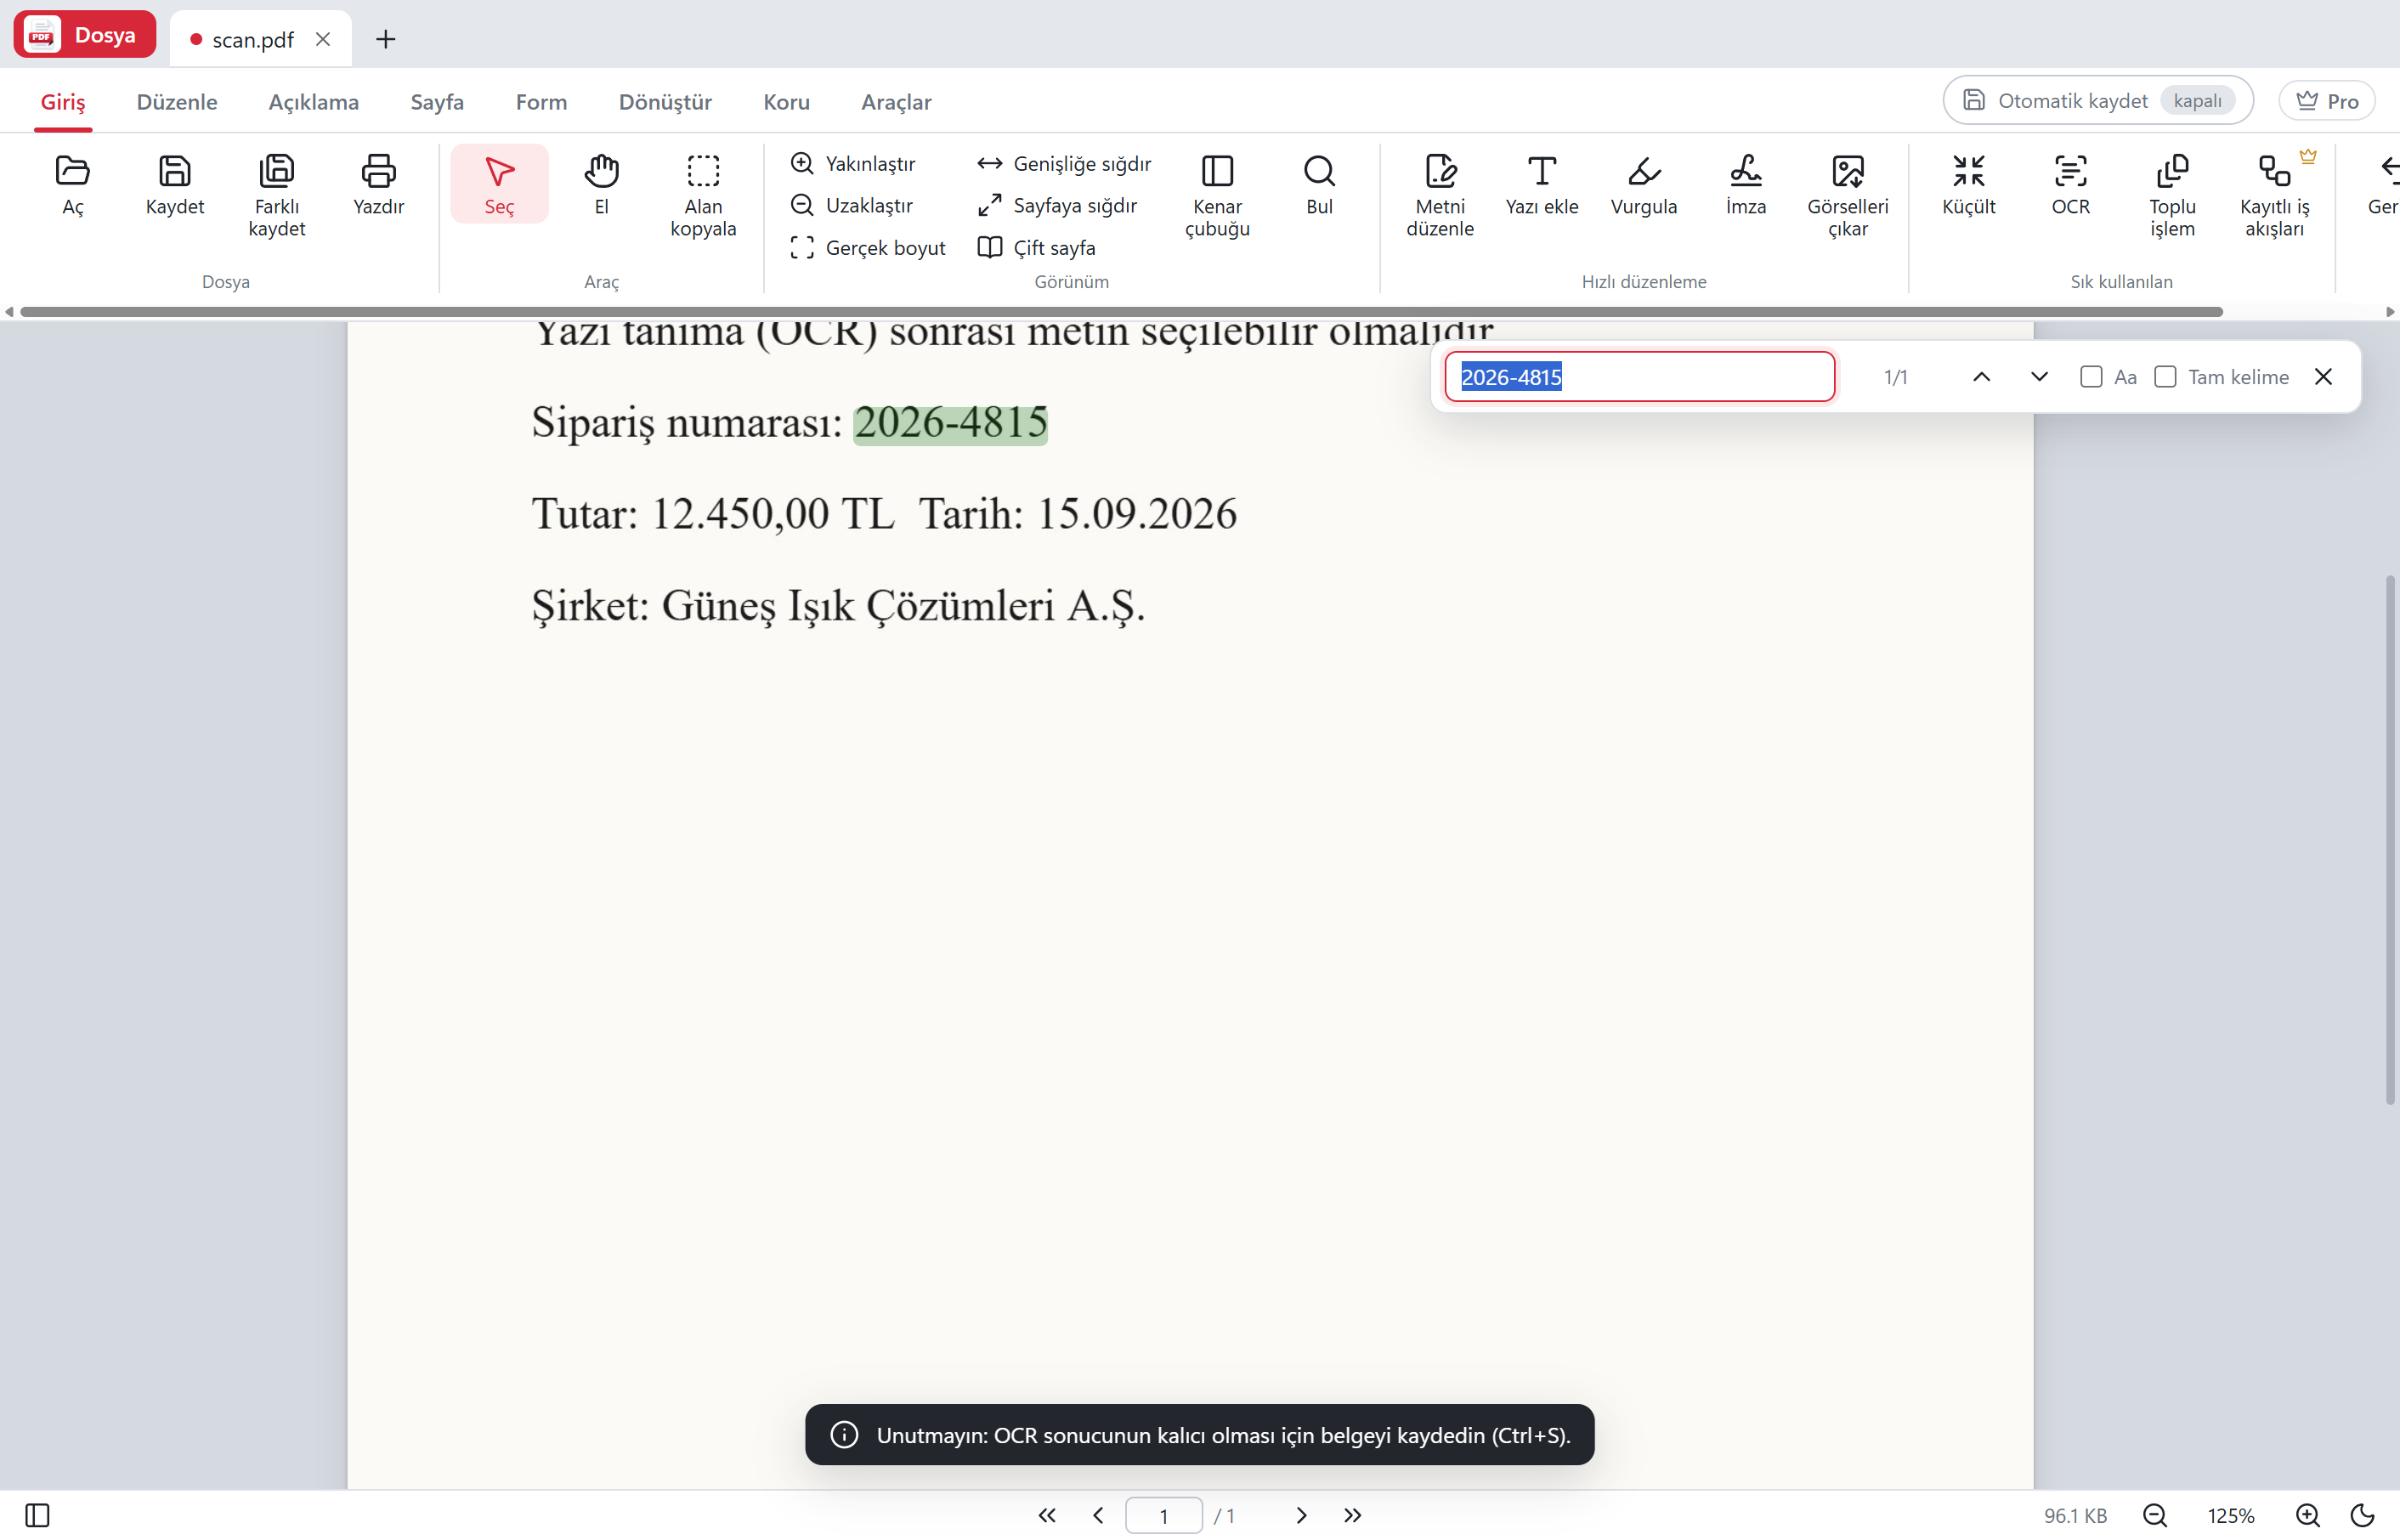 PDF Dosya
scan.pdf
Giriş Düzenle Açıklama Sayfa Form Dönüştür Koru Araçlar
Otomatik kaydet kapalı Pro
Aç
Kaydet
Farklı kaydet
Yazdır
Dosya
Seç
El
Alan kopyala
Araç
Yakınlaştır
Uzaklaştır
Gerçek boyut
Genişliğe sığdır
Sayfaya sığdır
Çift sayfa
Kenar çubuğu
Bul
Görünüm
Metni düzenle
Yazı ekle
Vurgula
İmza
Görselleri çıkar
Hızlı düzenleme
Küçült
OCR
Toplu işlem
Kayıtlı iş akışları
Sık kullanılan
Ger
2026-4815 1/1 Aa Tam kelime
Yazı tanıma (OCR) sonrası metin seçilebilir olmalıdır
Sipariş numarası: 2026-4815
Tutar: 12.450,00 TL Tarih: 15.09.2026
Şirket: Güneş Işık Çözümleri A.Ş.
Unutmayın: OCR sonucunun kalıcı olması için belgeyi kaydedin (Ctrl+S).
1 / 1
96.1 KB 125%